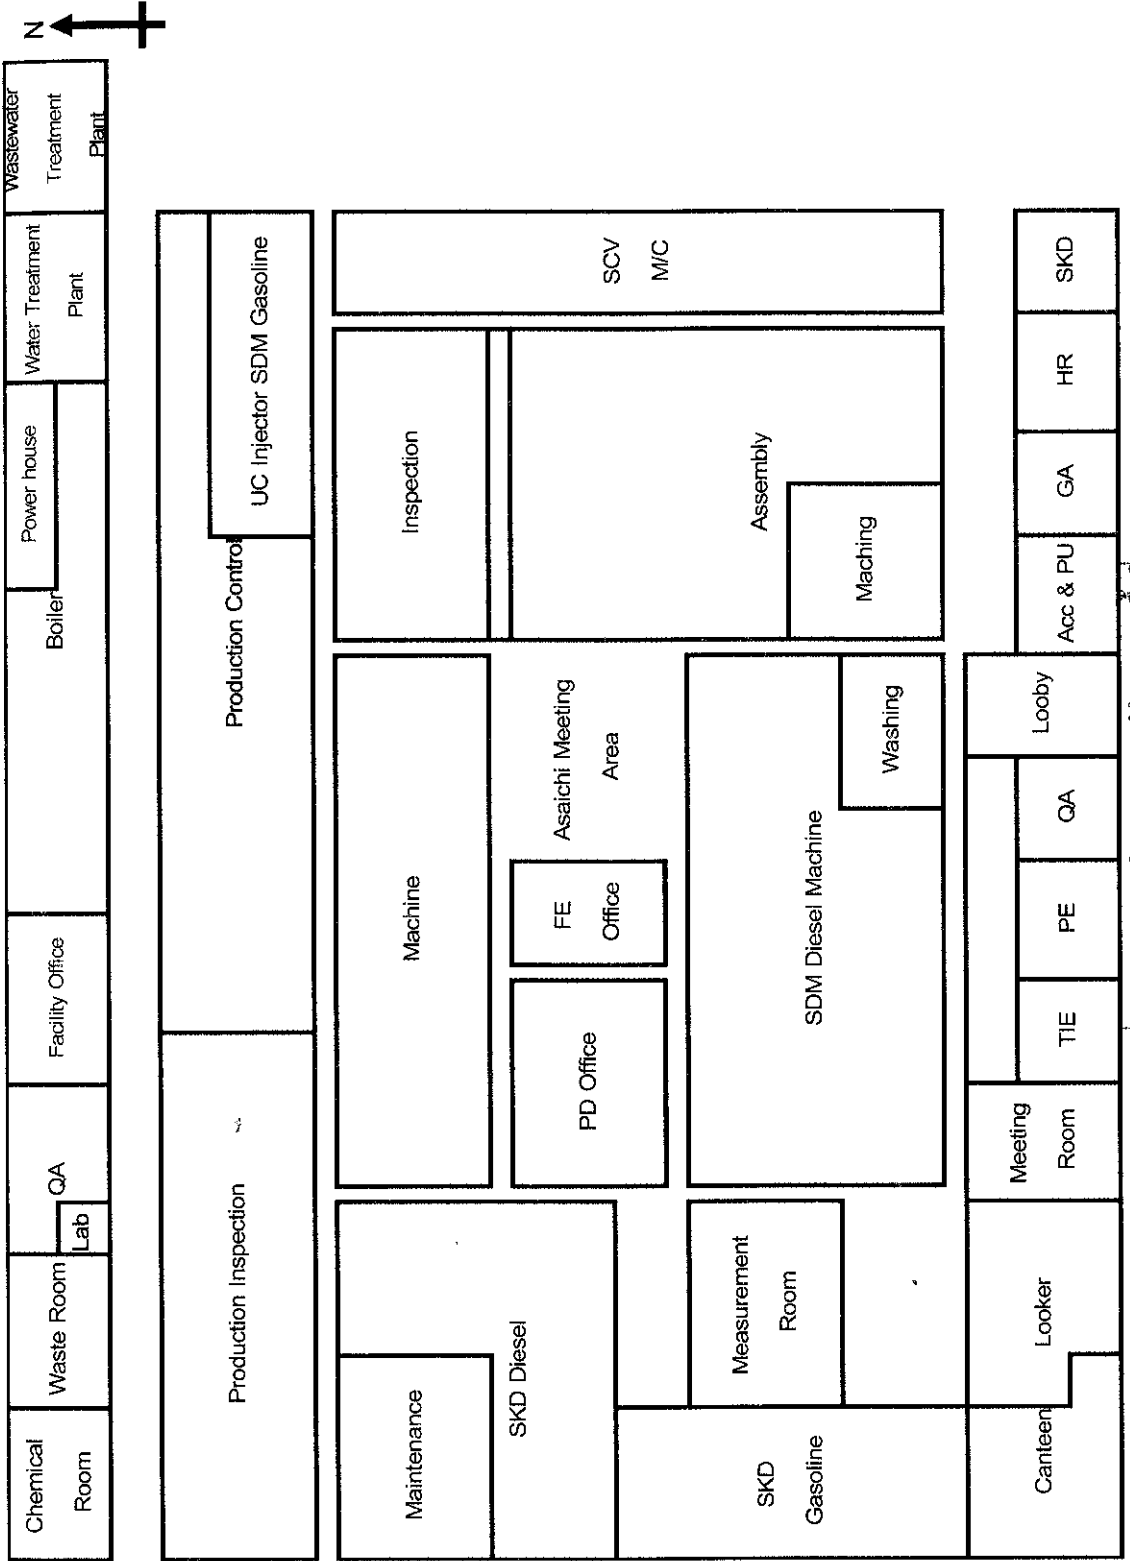 N
Chemical
Room
Waste Room
Lab
QA
Facility Office
Boiler
Power house
Water Treatment
Plant
Wastewater
Treatment
Plant
Production Inspection
Production Control
UC Injector SDM Gasoline
Maintenance
SKD Diesel
Machine
Inspection
SCV
M/C
PD Office
FE
Office
Asaichi Meeting
Area
Assembly
Maching
SKD
Gasoline
Measurement
Room
SDM Diesel Machine
Washing
Canteen
Looker
Meeting
Room
TIE
PE
QA
Looby
Acc & PU
GA
HR
SKD